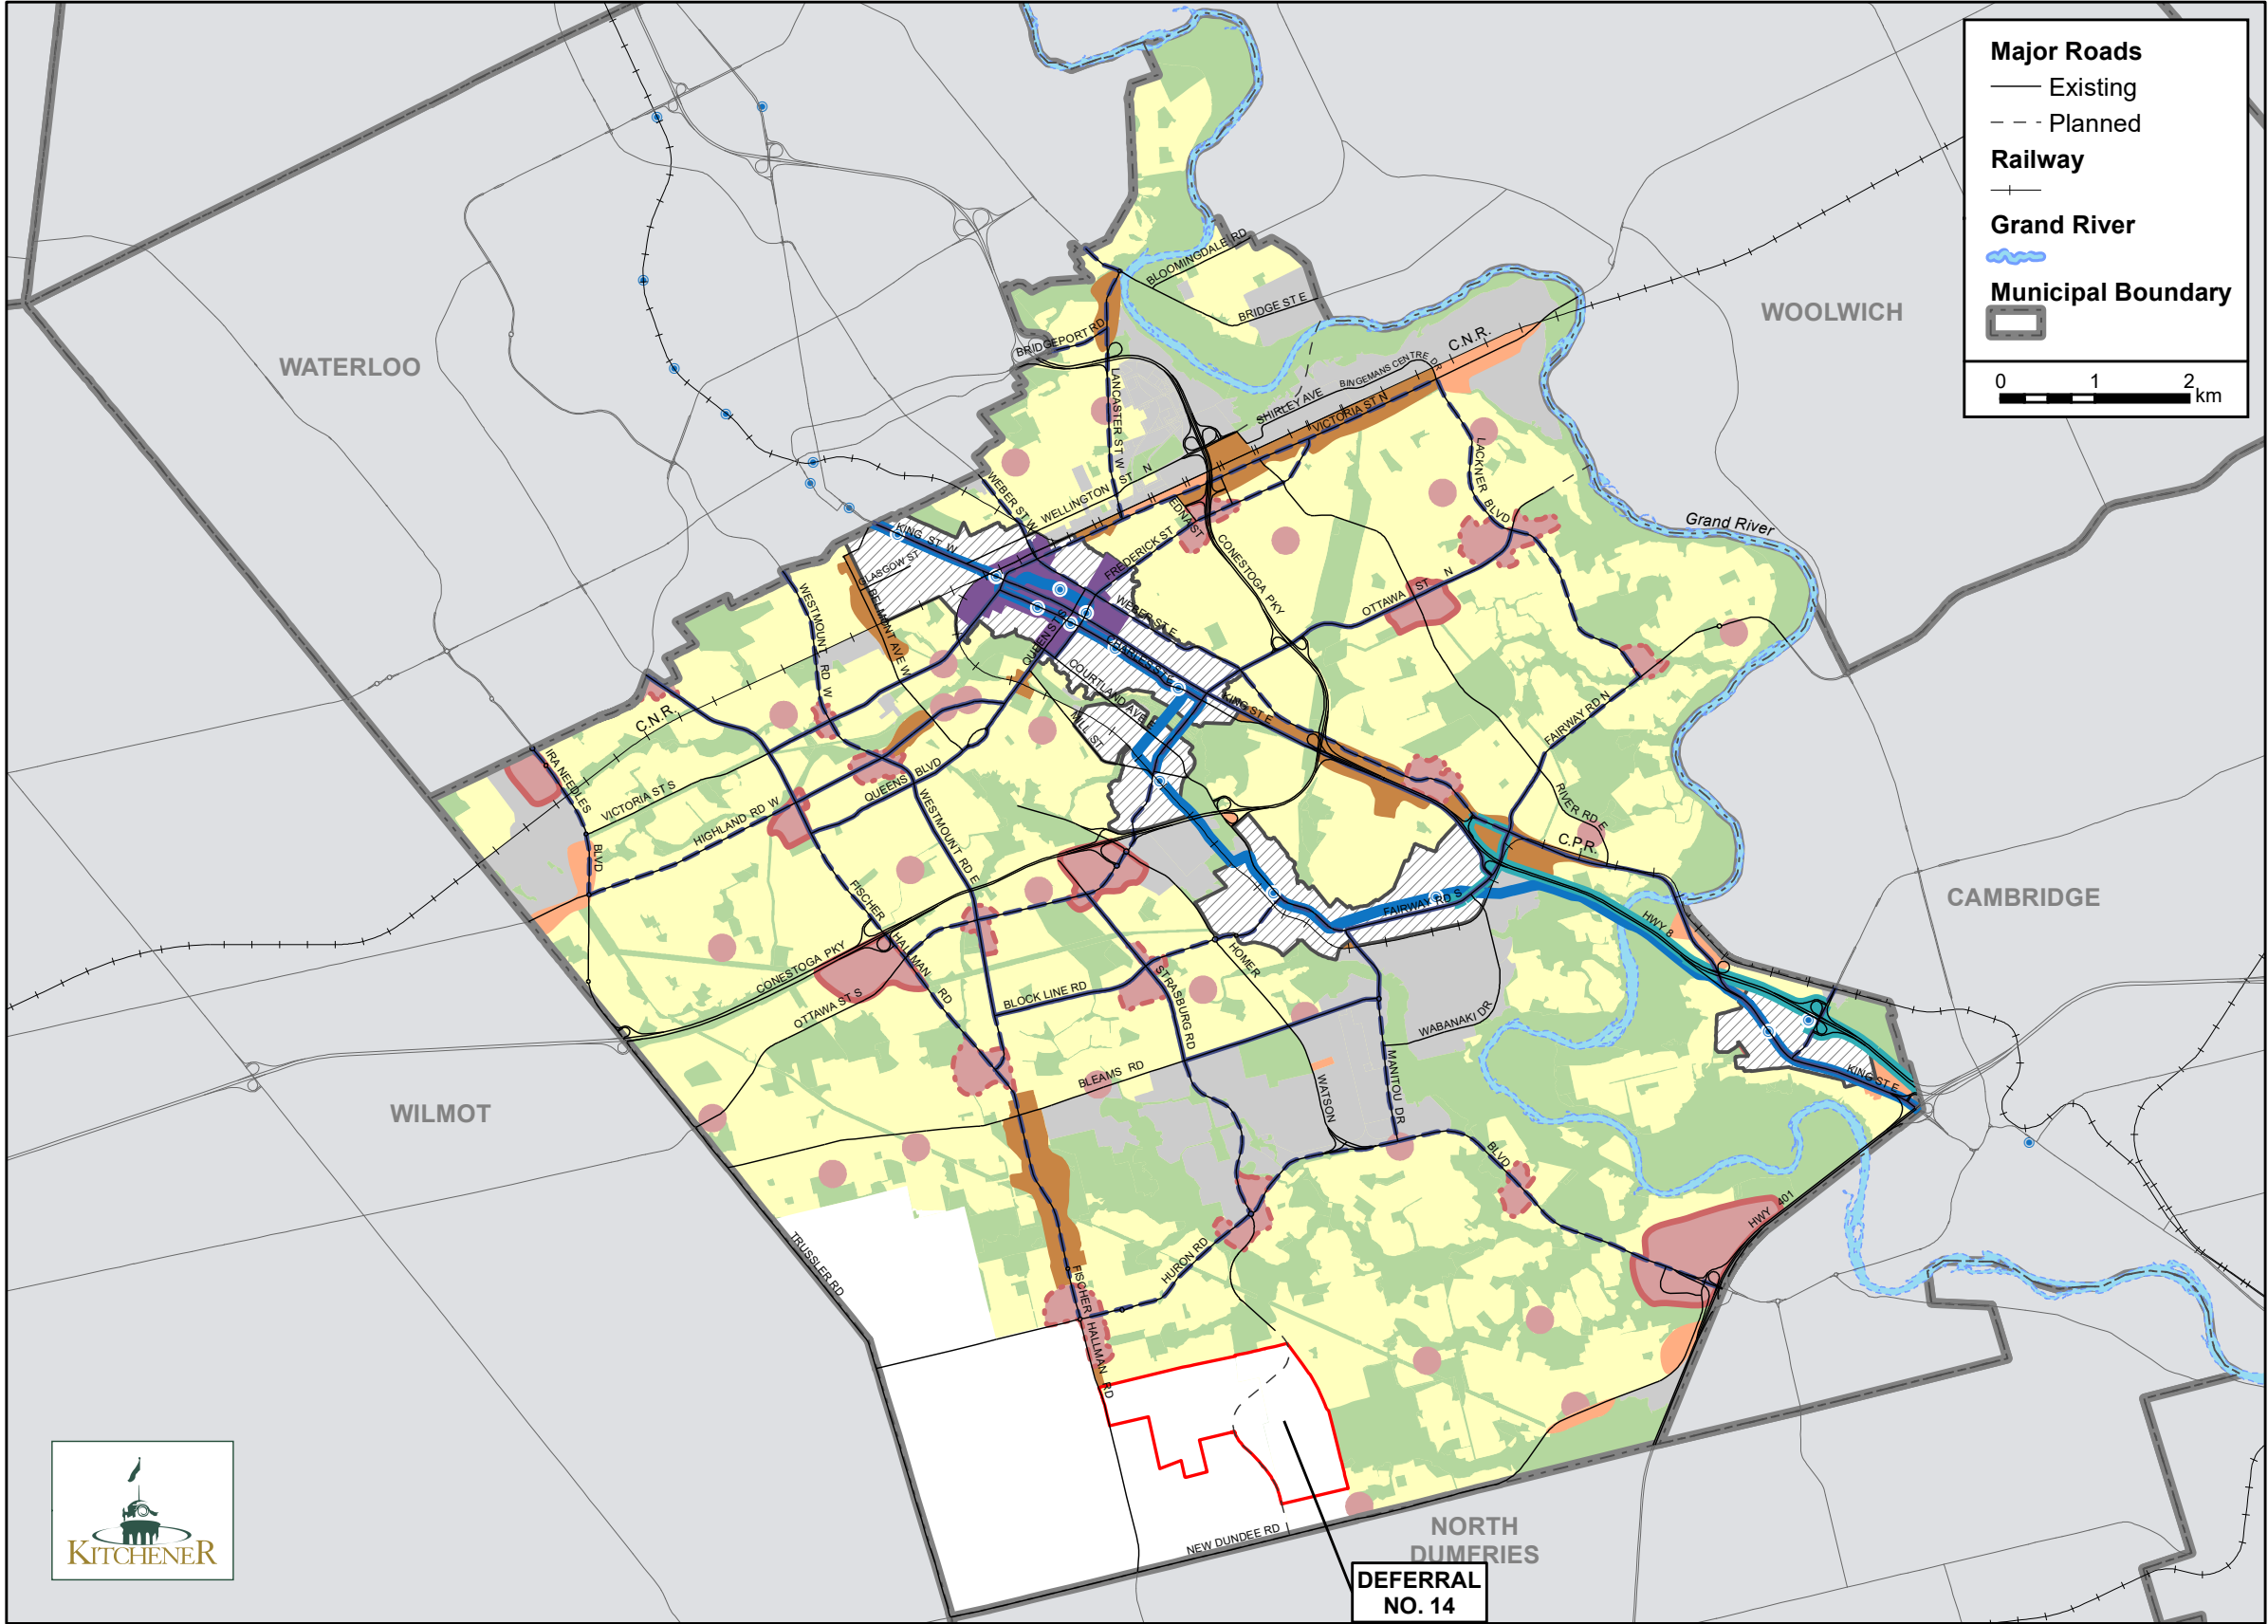 Major Roads
Existing
Planned
Railway
Grand River
Municipal Boundary
0 1 2 km
WOOLWICH
WATERLOO
CAMBRIDGE
WILMOT
NORTH
DUMFRIES
BLOOMINGDALE RD
BRIDGE ST E
BRIDGEPORT RD
LANCASTER ST W
C.N.R.
BINGEMANS CENTRE DR
SHIRLEY AVE
VICTORIA ST N
WELLINGTON ST N
WEBER ST W
LACKNER BLVD
EDNA ST
FREDERICK ST
CONESTOGA PKY
Grand River
KING ST W
GLASGOW ST
BELMONT AVE W
WESTMOUNT RD W
QUEEN ST S
WEBER ST E
CHARLES ST E
COURTLAND AVE E
MILL ST
KING ST E
OTTAWA ST N
FAIRWAY RD N
RIVER RD E
C.P.R.
C.N.R.
IRA NEEDLES
BLVD
VICTORIA ST S
HIGHLAND RD W
QUEENS BLVD
WESTMOUNT RD E
FISCHER
HALLMAN
RD
CONESTOGA PKY
OTTAWA ST S
BLOCK LINE RD
STRASBURG RD
HOMER
WATSON
BLVD
FAIRWAY RD S
WABANAKI DR
MANITOU DR
HWY 8
KING ST E
HWY 401
BLEAMS RD
TRUSSLER RD
HURON RD
FISCHER
HALLMAN RD
NEW DUNDEE RD
DEFERRAL
NO. 14
KITCHENER